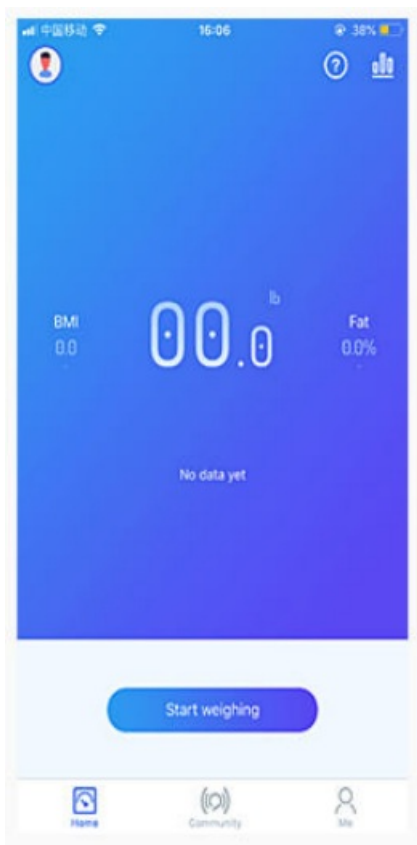 中国移动 16:06 38%
?
lb
BMI 00.0 Fat
0.0 0.0%
No data yet
Start weighing
Home Community Me